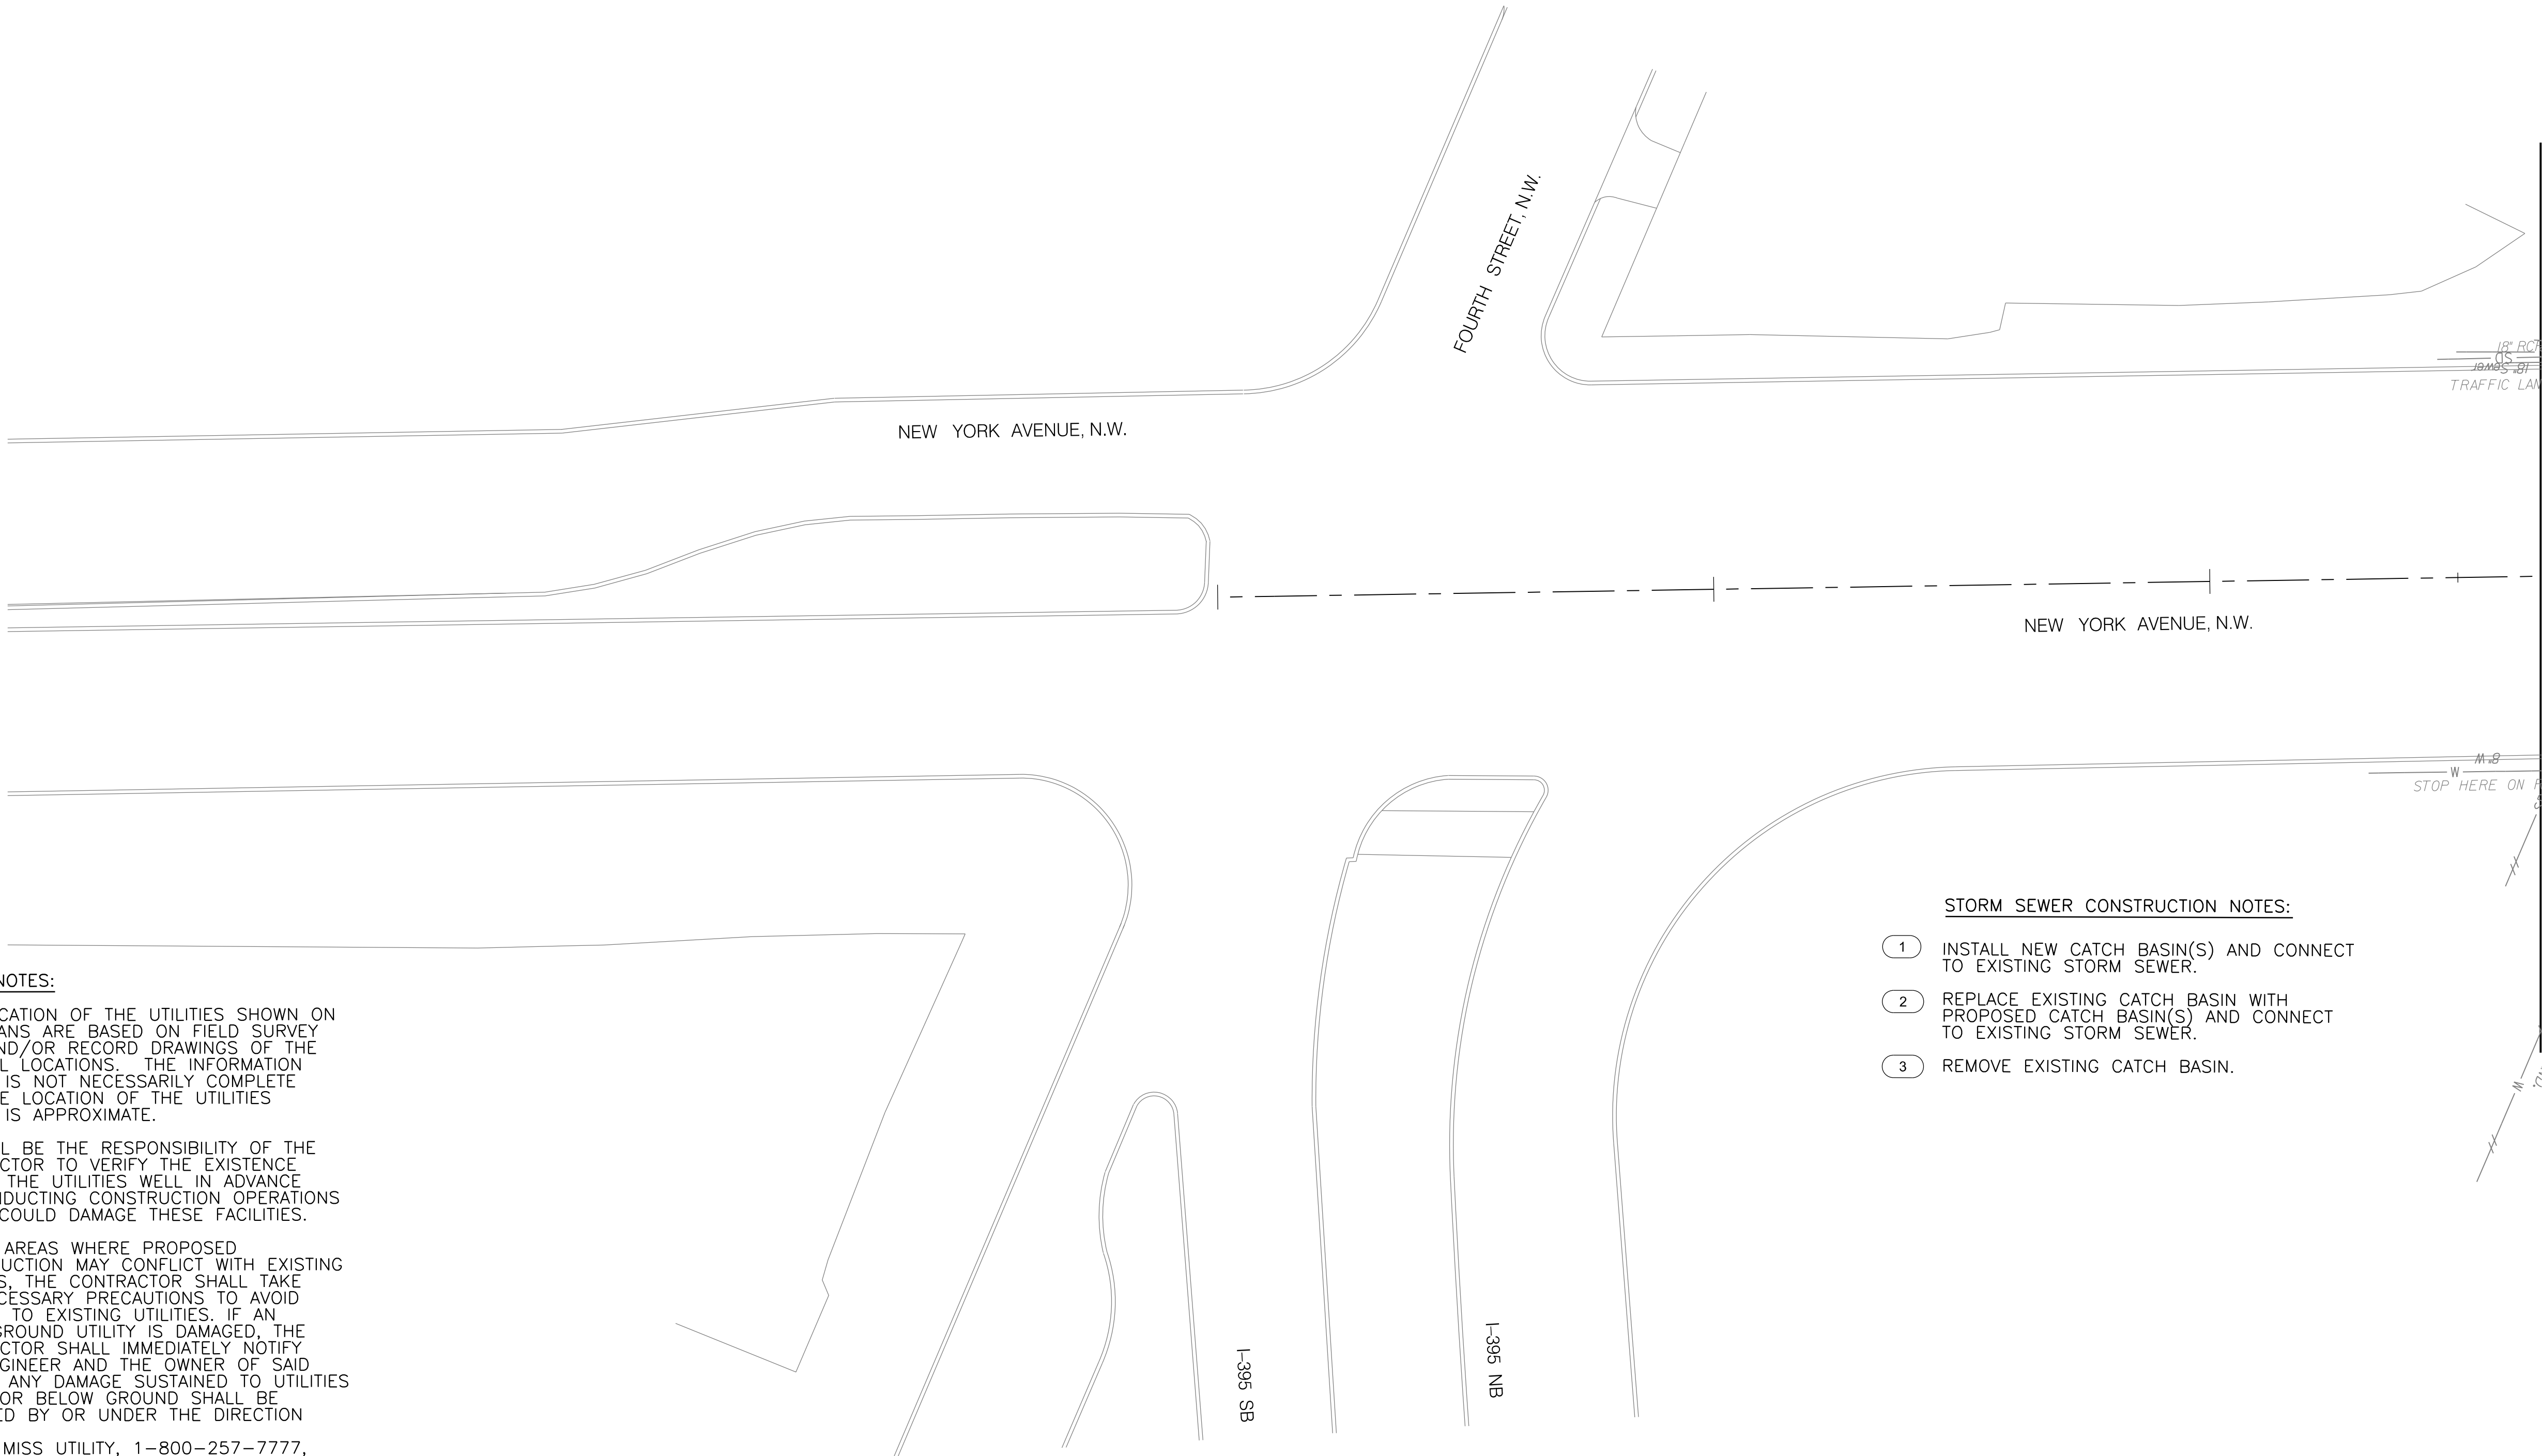 FOURTH STREET, N.W.
NEW YORK AVENUE, N.W.
18" RCP
SD
18" Sewer
TRAFFIC LAN
NEW YORK AVENUE, N.W.
8" W
W
STOP HERE ON R
STORM SEWER CONSTRUCTION NOTES:
1 INSTALL NEW CATCH BASIN(S) AND CONNECT
TO EXISTING STORM SEWER.
2 REPLACE EXISTING CATCH BASIN WITH
PROPOSED CATCH BASIN(S) AND CONNECT
TO EXISTING STORM SEWER.
3 REMOVE EXISTING CATCH BASIN.
W
NOTES:
CATION OF THE UTILITIES SHOWN ON
ANS ARE BASED ON FIELD SURVEY
ND/OR RECORD DRAWINGS OF THE
L LOCATIONS. THE INFORMATION
IS NOT NECESSARILY COMPLETE
E LOCATION OF THE UTILITIES
IS APPROXIMATE.
L BE THE RESPONSIBILITY OF THE
CTOR TO VERIFY THE EXISTENCE
THE UTILITIES WELL IN ADVANCE
NDUCTING CONSTRUCTION OPERATIONS
COULD DAMAGE THESE FACILITIES.
AREAS WHERE PROPOSED
UCTION MAY CONFLICT WITH EXISTING
S, THE CONTRACTOR SHALL TAKE
CESSARY PRECAUTIONS TO AVOID
TO EXISTING UTILITIES. IF AN
GROUND UTILITY IS DAMAGED, THE
CTOR SHALL IMMEDIATELY NOTIFY
GINEER AND THE OWNER OF SAID
ANY DAMAGE SUSTAINED TO UTILITIES
OR BELOW GROUND SHALL BE
ED BY OR UNDER THE DIRECTION
MISS UTILITY, 1-800-257-7777,
I-395 SB
I-395 NB